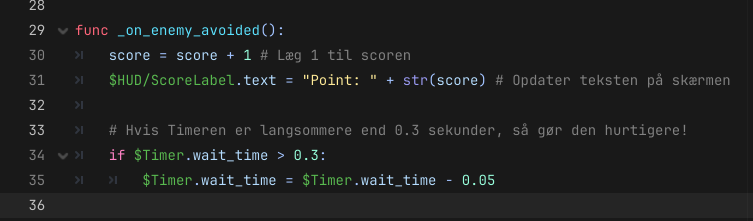 28
29 func _on_enemy_avoided():
30 score = score + 1 # Læg 1 til scoren
31 $HUD/ScoreLabel.text = "Point: " + str(score) # Opdater teksten på skærmen
32
33 # Hvis Timeren er langsommere end 0.3 sekunder, så gør den hurtigere!
34 if $Timer.wait_time > 0.3:
35 $Timer.wait_time = $Timer.wait_time - 0.05
36